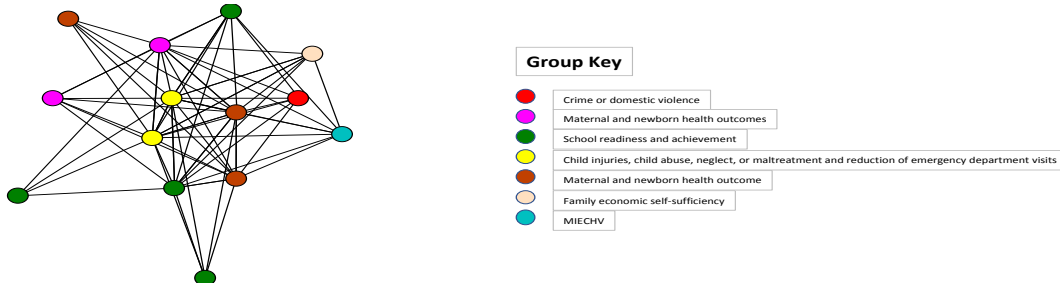 Group Key
Crime or domestic violence
Maternal and newborn health outcomes
School readiness and achievement
Child injuries, child abuse, neglect, or maltreatment and reduction of emergency department visits
Maternal and newborn health outcome
Family economic self-sufficiency
MIECHV